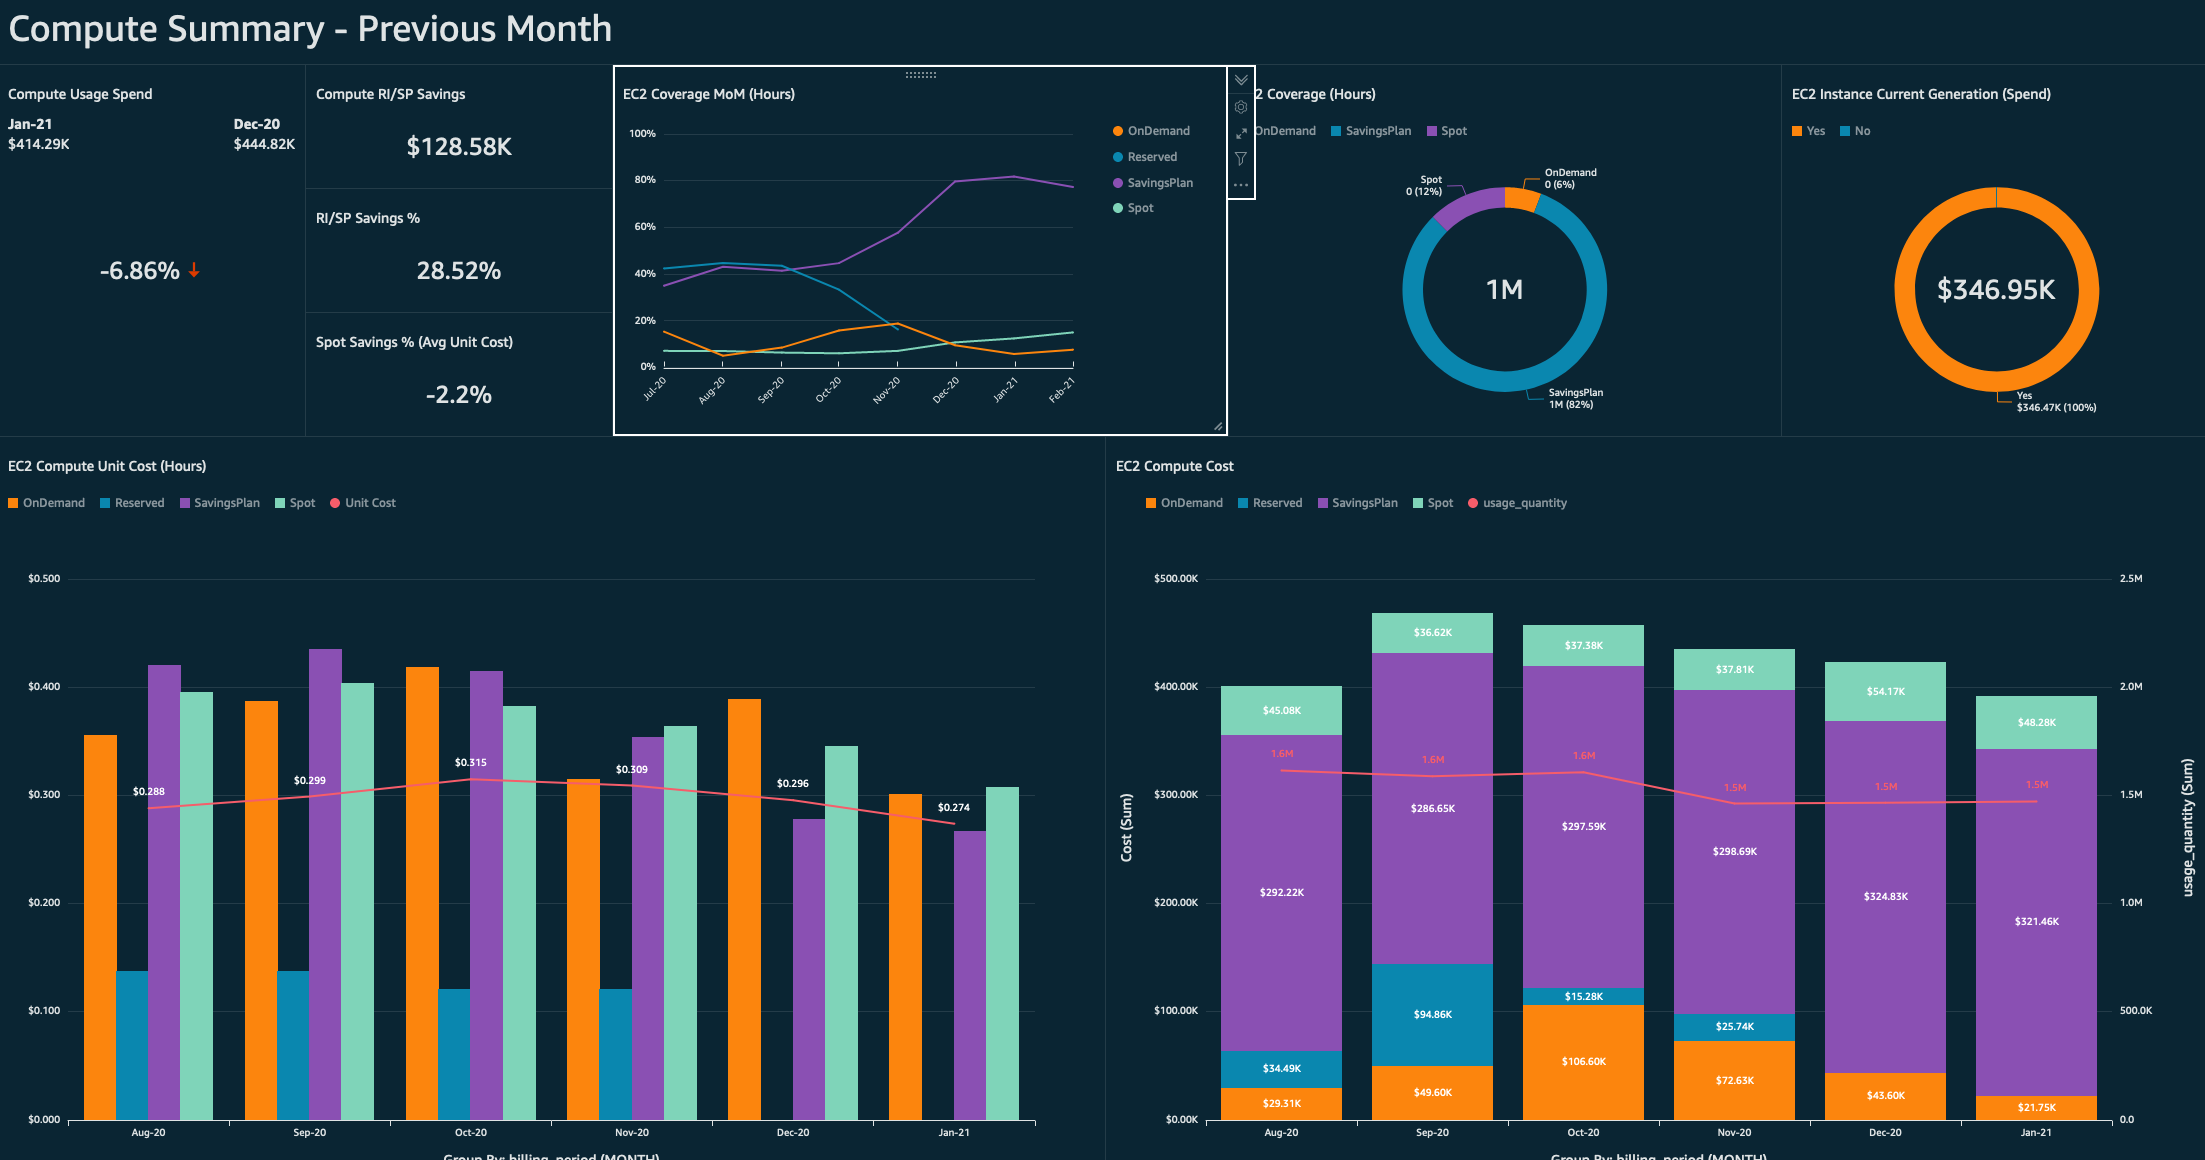 Compute Summary - Previous Month
Compute Usage Spend
Jan-21
Dec-20
$414.29K
$444.82K
-6.86%
Compute RI/SP Savings
$128.58K
RI/SP Savings %
28.52%
Spot Savings % (Avg Unit Cost)
-2.2%
EC2 Coverage MoM (Hours)
100%
80%
60%
40%
20%
0%
Jul-20
Aug-20
Sep-20
Oct-20
Nov-20
Dec-20
Jan-21
Feb-21
OnDemand
Reserved
SavingsPlan
Spot
2 Coverage (Hours)
OnDemand SavingsPlan Spot
Spot
0 (12%)
OnDemand
0 (6%)
1M
SavingsPlan
1M (82%)
EC2 Instance Current Generation (Spend)
Yes No
$346.95K
Yes
$346.47K (100%)
EC2 Compute Unit Cost (Hours)
OnDemand Reserved SavingsPlan Spot Unit Cost
$0.500
$0.400
$0.300
$0.200
$0.100
$0.000
$0.288
$0.299
$0.315
$0.309
$0.296
$0.274
Aug-20
Sep-20
Oct-20
Nov-20
Dec-20
Jan-21
Group By: billing_period (MONTH)
EC2 Compute Cost
OnDemand Reserved SavingsPlan Spot usage_quantity
Cost (Sum)
$500.00K
$400.00K
$300.00K
$200.00K
$100.00K
$0.00K
$45.08K
1.6M
$292.22K
$34.49K
$29.31K
$36.62K
1.6M
$286.65K
$94.86K
$49.60K
$37.38K
1.6M
$297.59K
$15.28K
$106.60K
$37.81K
1.5M
$298.69K
$25.74K
$72.63K
$54.17K
1.5M
$324.83K
$43.60K
$48.28K
1.5M
$321.46K
$21.75K
2.5M
2.0M
1.5M
1.0M
500.0K
0.0
usage_quantity (Sum)
Aug-20
Sep-20
Oct-20
Nov-20
Dec-20
Jan-21
Group By: billing_period (MONTH)